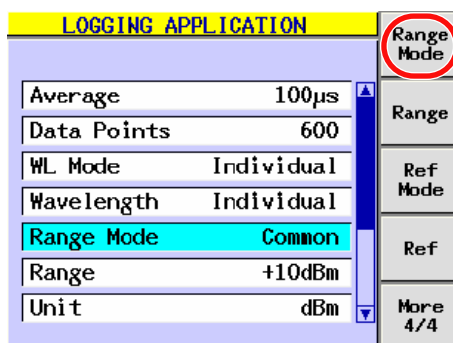 LOGGING APPLICATION
Average 100µs
Data Points 600
WL Mode Individual
Wavelength Individual
Range Mode Common
Range +10dBm
Unit dBm
Range
Mode
Range
Ref
Mode
Ref
More
4/4